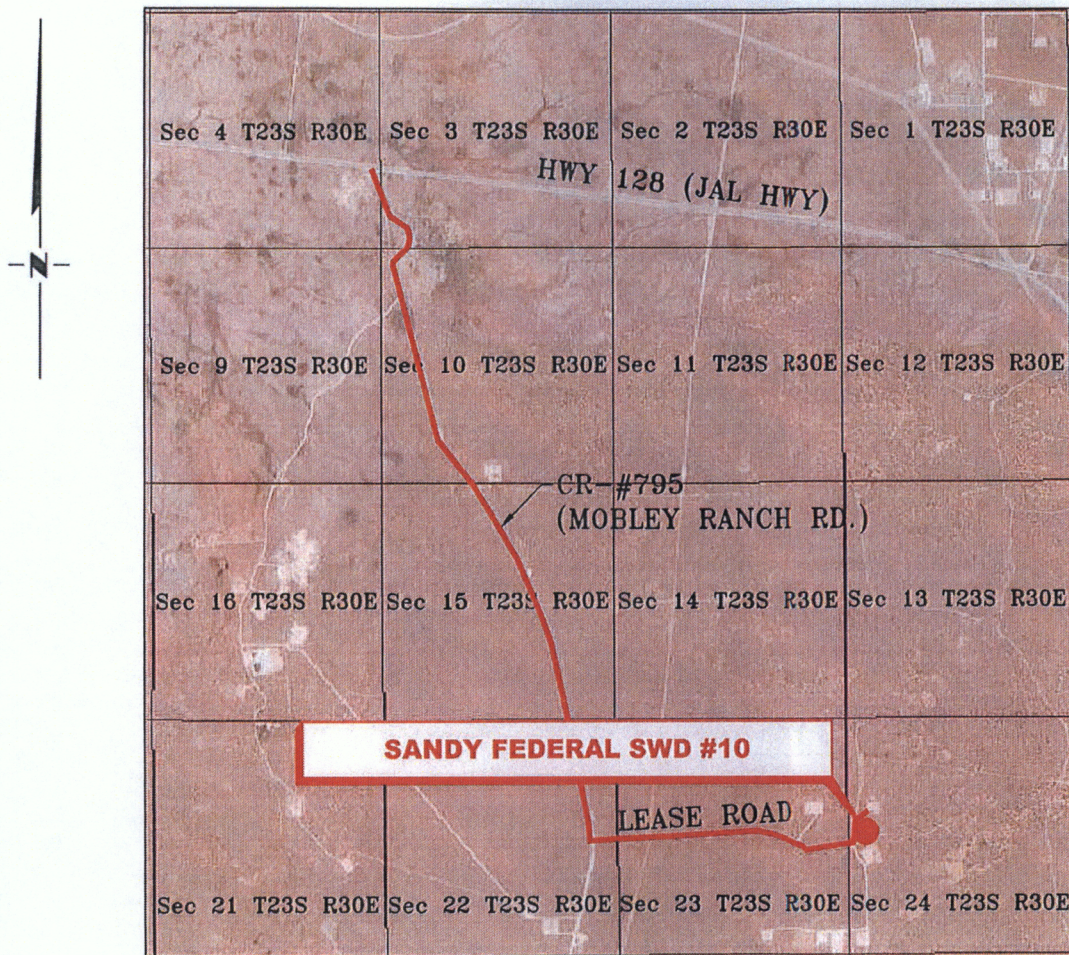 Sec 4 T23S R30E Sec 3 T23S R30E Sec 2 T23S R30E Sec 1 T23S R30E
HWY 128 (JAL HWY)
N
Sec 9 T23S R30E Sec 10 T23S R30E Sec 11 T23S R30E Sec 12 T23S R30E
CR #795
(MOBLEY RANCH RD.)
Sec 16 T23S R30E Sec 15 T23S R30E Sec 14 T23S R30E Sec 13 T23S R30E
SANDY FEDERAL SWD #10
LEASE ROAD
Sec 21 T23S R30E Sec 22 T23S R30E Sec 23 T23S R30E Sec 24 T23S R30E